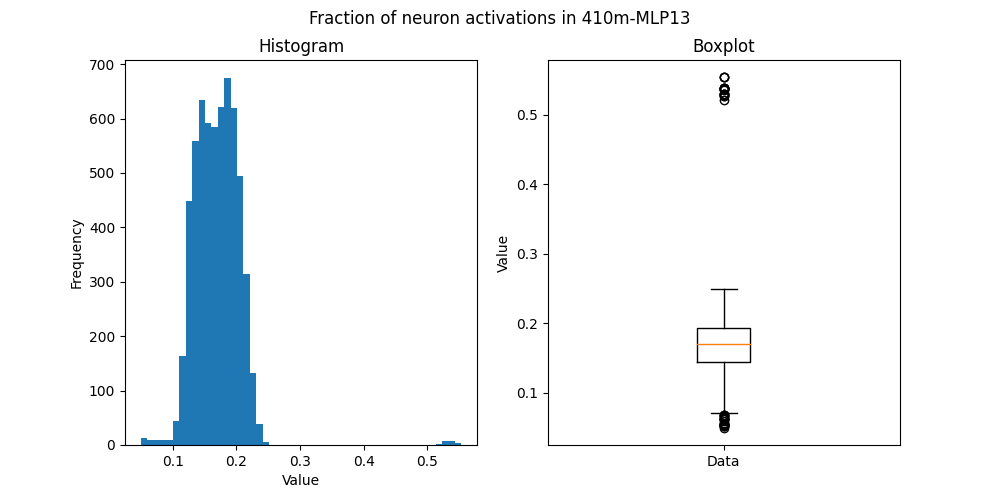 Fraction of neuron activations in 410m-MLP13
Histogram
Frequency
700
600
500
400
300
200
100
0
0.1 0.2 0.3 0.4 0.5
Value
Boxplot
Value
0.5
0.4
0.3
0.2
0.1
Data